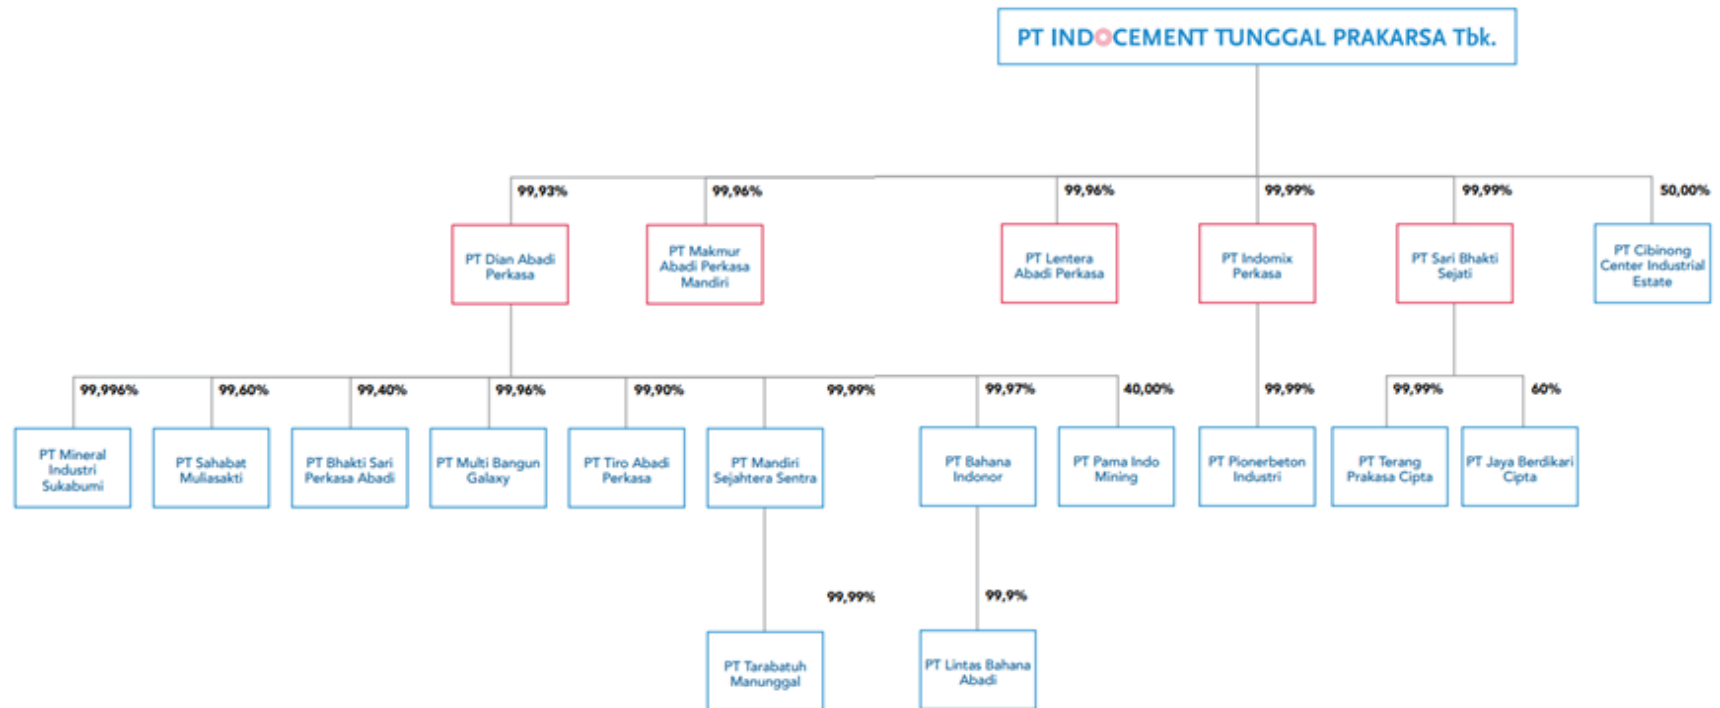 PT INDOCEMENT TUNGGAL PRAKARSA Tbk.
99,93%
99,96%
99,96%
99,99%
99,99%
50,00%
PT Dian Abadi
Perkasa
PT Makmur
Abadi Perkasa
Mandiri
PT Lentera
Abadi Perkasa
PT Indomix
Perkasa
PT Sari Bhakti
Sejati
PT Cibinong
Center Industrial
Estate
99,996%
99,60%
99,40%
99,96%
99,90%
99,99%
99,97%
40,00%
99,99%
99,99%
60%
PT Mineral
Industri
Sukabumi
PT Sahabat
Muliasakti
PT Bhakti Sari
Perkasa Abadi
PT Multi Bangun
Galaxy
PT Tiro Abadi
Perkasa
PT Mandiri
Sejahtera Sentra
PT Bahana
Indonor
PT Pama Indo
Mining
PT Pionerbeton
Industri
PT Terang
Prakasa Cipta
PT Jaya Berdikari
Cipta
99,99%
99,9%
PT Tarabatuh
Manunggal
PT Lintas Bahana
Abadi